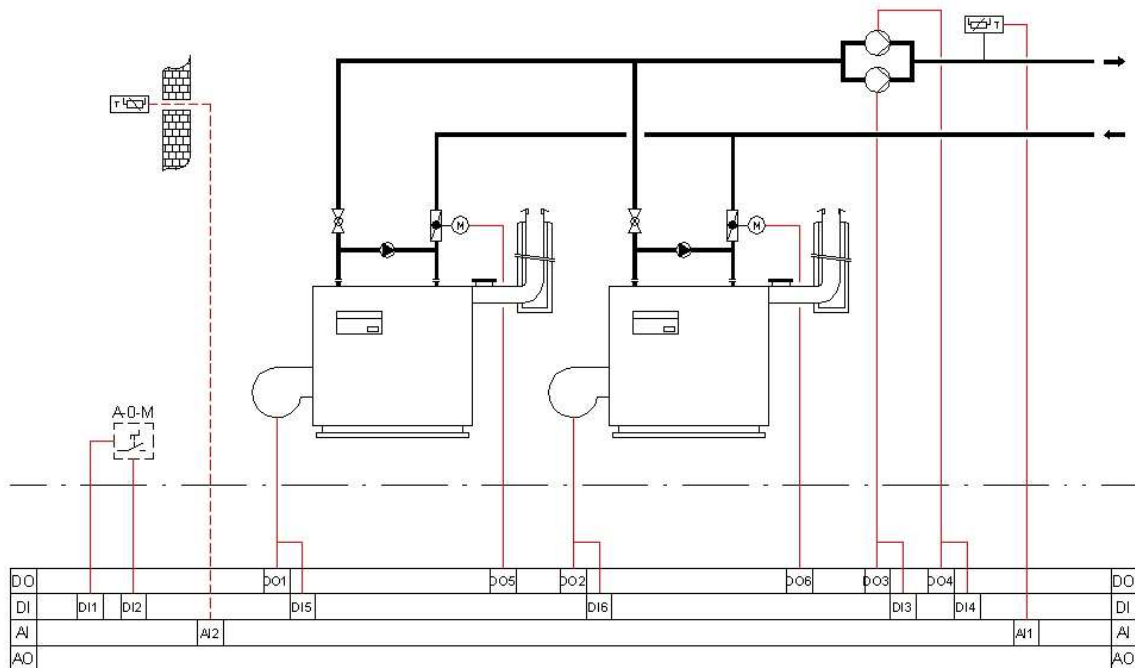 T
T
M
M
A-0-M
DO DO1 DO5 DO2 DO6 DO3 DO4 DO
DI DI1 DI2 DI5 DI6 DI3 DI4 DI
AI AI2 AI1 AI
AO AO